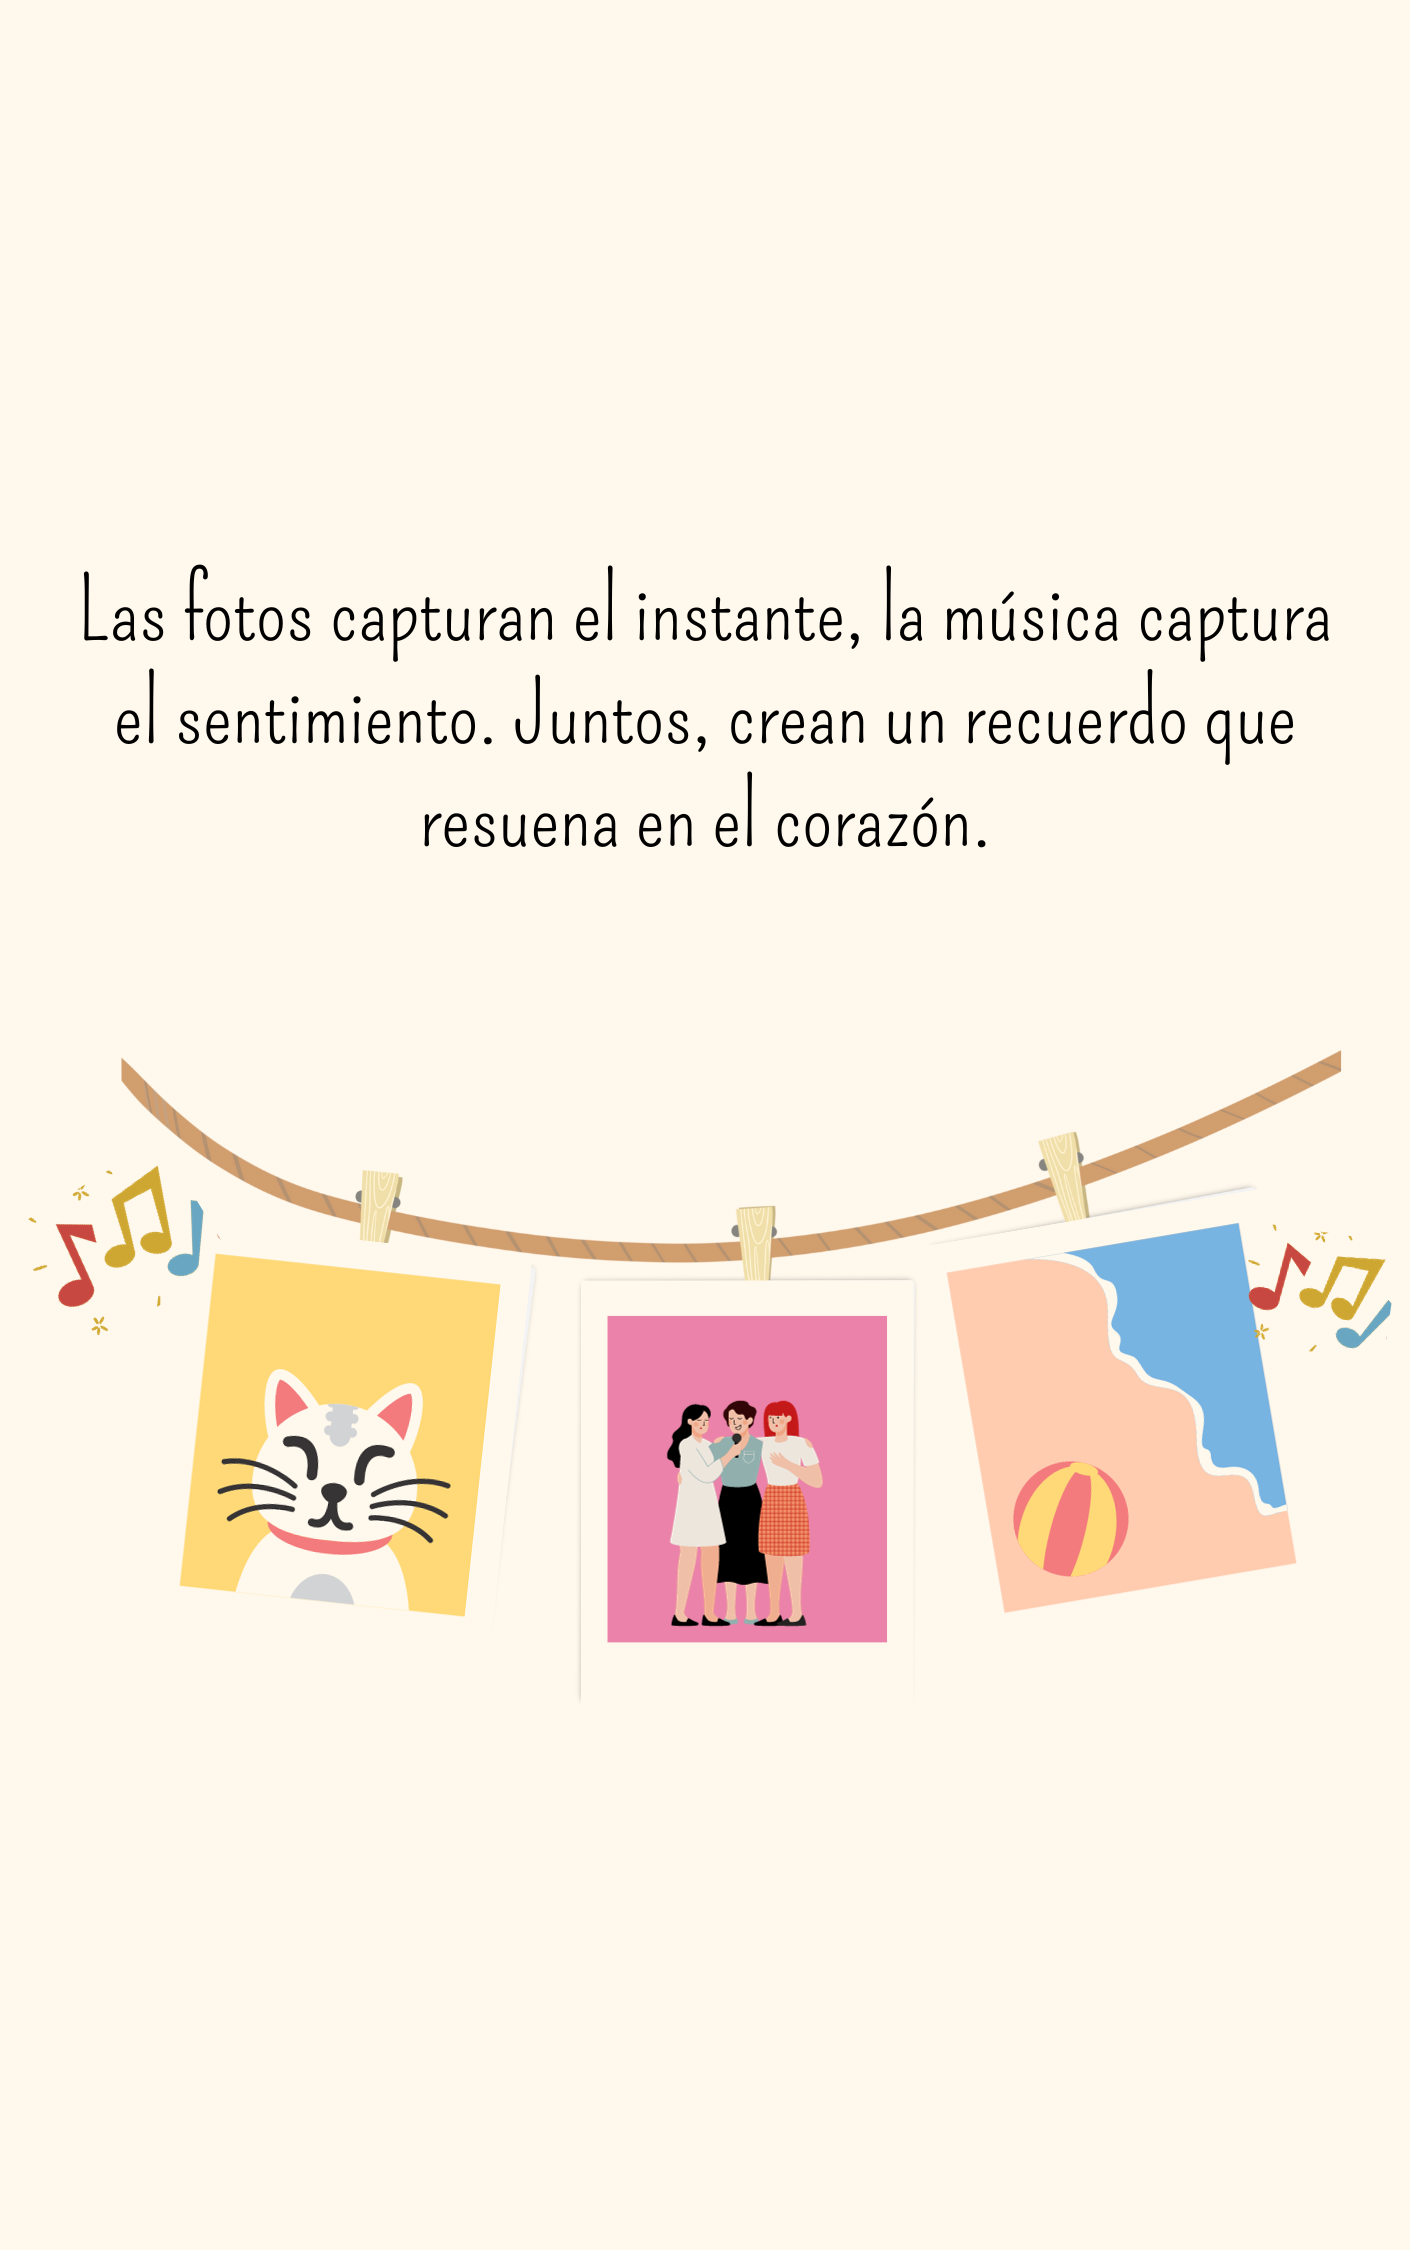 Las fotos capturan el instante, la música captura
el sentimiento. Juntos, crean un recuerdo que
resuena en el corazón.